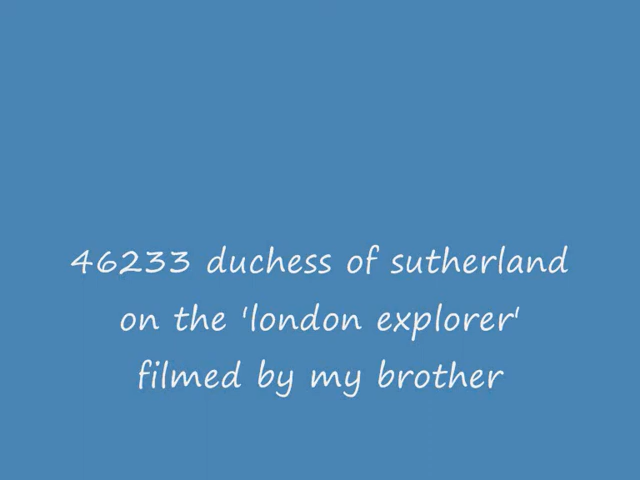 46233 duchess of sutherland
on the 'london explorer'
filmed by my brother